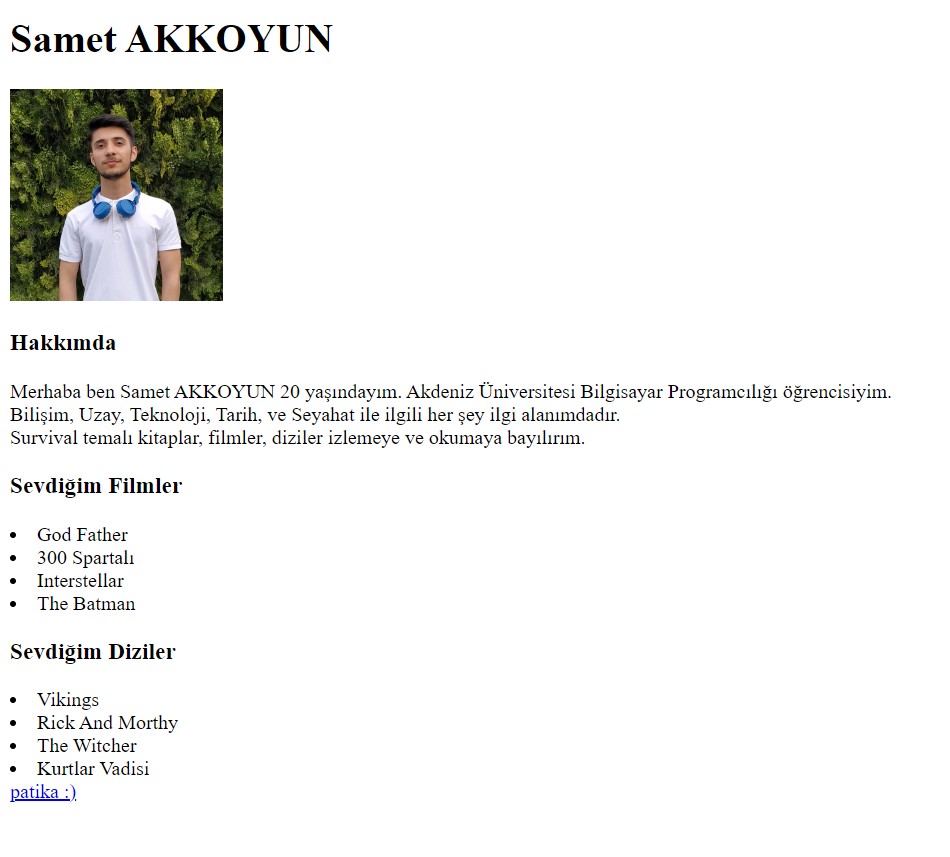 Samet AKKOYUN
Hakkımda
Merhaba ben Samet AKKOYUN 20 yaşındayım. Akdeniz Üniversitesi Bilgisayar Programcılığı öğrencisiyim.
Bilişim, Uzay, Teknoloji, Tarih, ve Seyahat ile ilgili her şey ilgi alanımdadır.
Survival temalı kitaplar, filmler, diziler izlemeye ve okumaya bayılırım.
Sevdiğim Filmler
• God Father
• 300 Spartalı
• Interstellar
• The Batman
Sevdiğim Diziler
• Vikings
• Rick And Morthy
• The Witcher
• Kurtlar Vadisi
patika :)